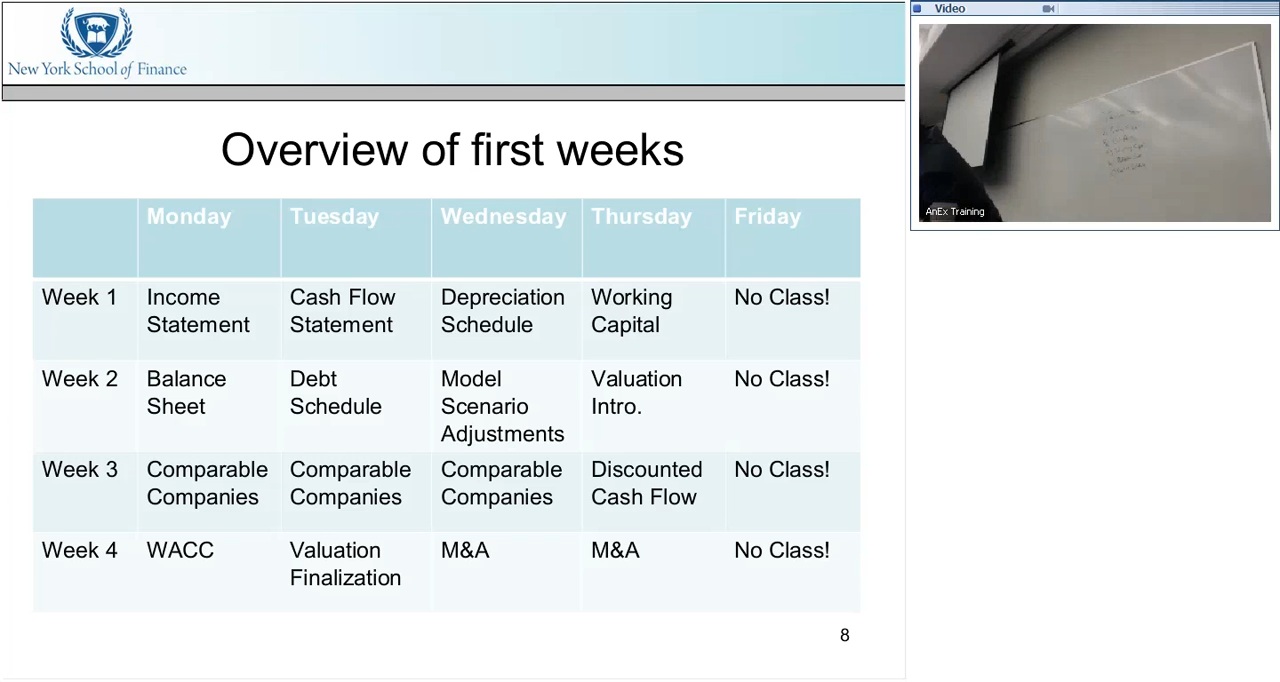 New York School of Finance
Video
AnEx Training
Overview of first weeks
Monday Tuesday Wednesday Thursday Friday
Week 1 Income Statement Cash Flow Statement Depreciation Schedule Working Capital No Class!
Week 2 Balance Sheet Debt Schedule Model Scenario Adjustments Valuation Intro. No Class!
Week 3 Comparable Companies Comparable Companies Comparable Companies Discounted Cash Flow No Class!
Week 4 WACC Valuation Finalization M&A M&A No Class!
8